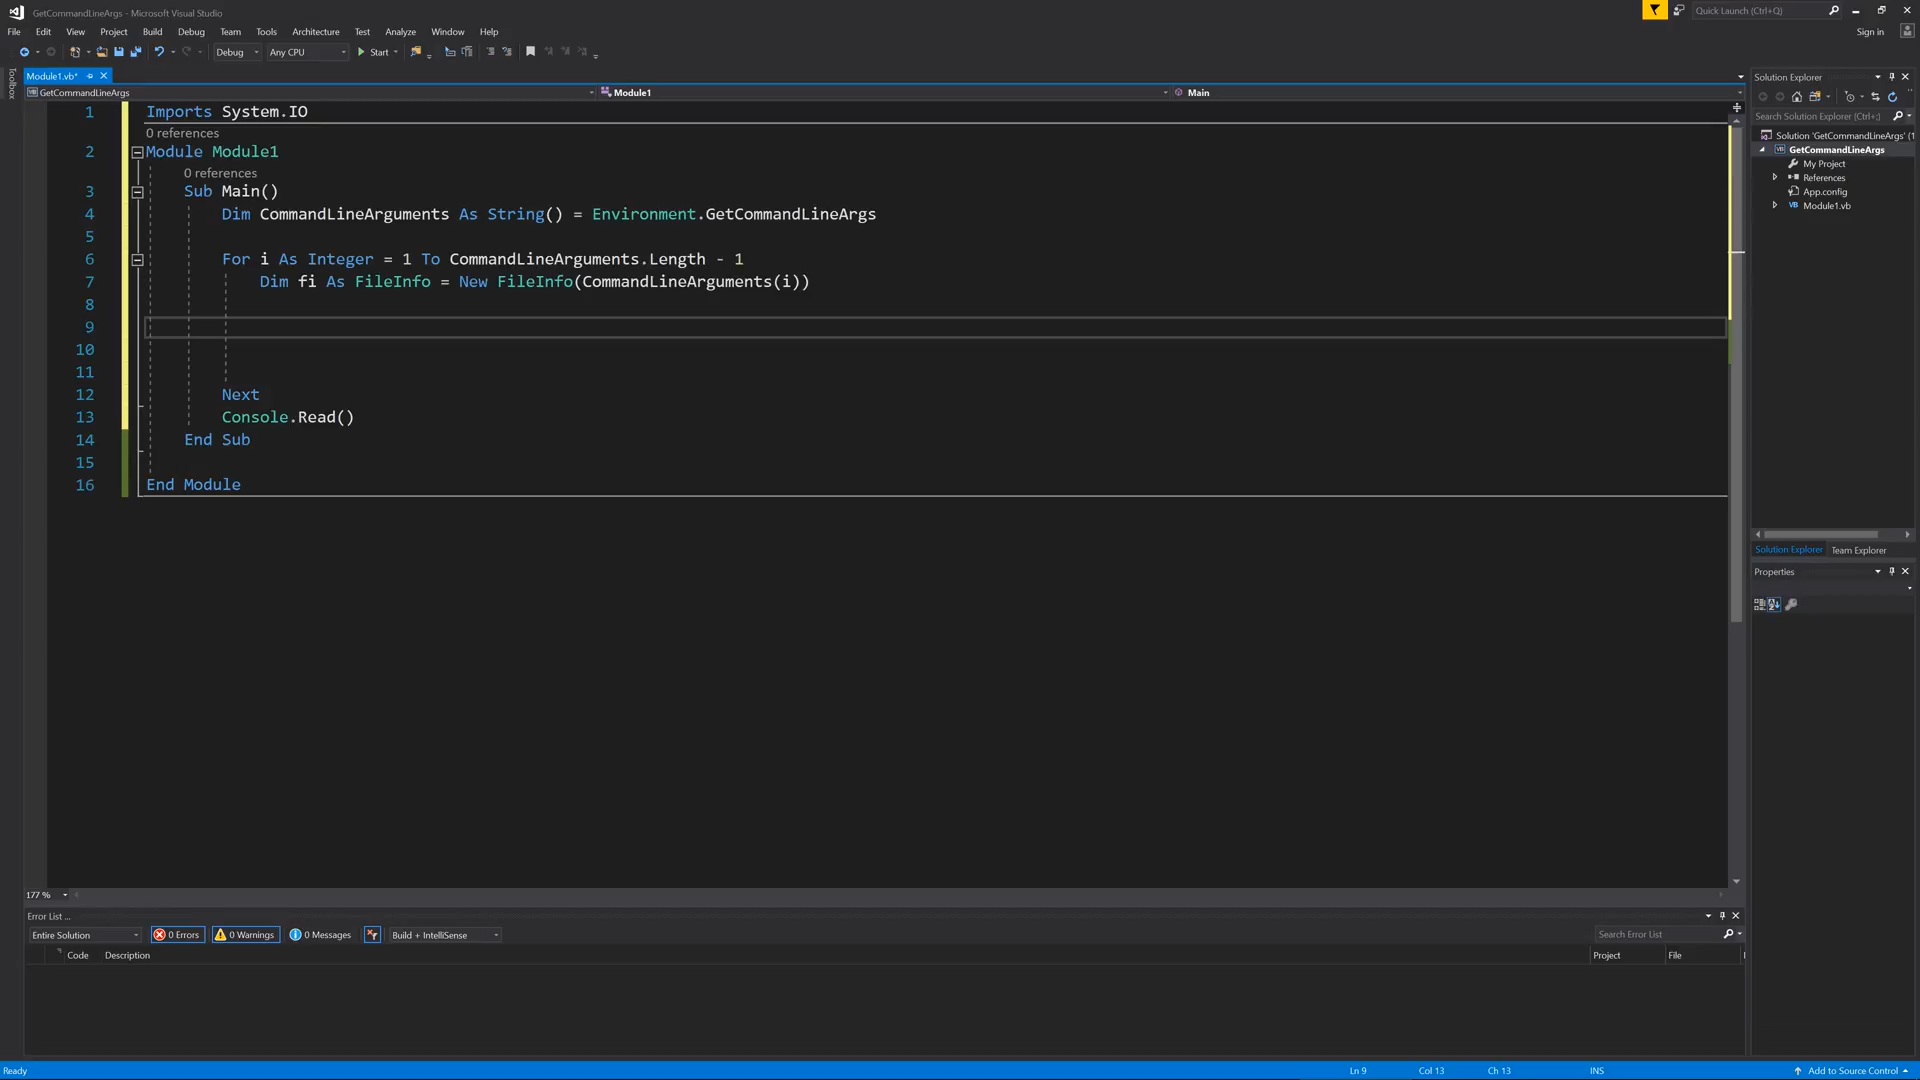 GetCommandLineArgs - Microsoft Visual Studio
Quick Launch (Ctrl+Q)
File Edit View Project Build Debug Team Tools Architecture Test Analyze Window Help
Sign in
Debug Any CPU Start
Toolbox
Module1.vb*
GetCommandLineArgs Module1 Main
1 Imports System.IO
0 references
2 Module Module1
0 references
3 Sub Main()
4 Dim CommandLineArguments As String() = Environment.GetCommandLineArgs
5
6 For i As Integer = 1 To CommandLineArguments.Length - 1
7 Dim fi As FileInfo = New FileInfo(CommandLineArguments(i))
8
9
10
11
12 Next
13 Console.Read()
14 End Sub
15
16 End Module
177 %
Solution Explorer
Search Solution Explorer (Ctrl+;)
Solution 'GetCommandLineArgs' (1
GetCommandLineArgs
My Project
References
App.config
Module1.vb
Solution Explorer Team Explorer
Properties
Error List ...
Entire Solution 0 Errors 0 Warnings 0 Messages Build + IntelliSense Search Error List
Code Description Project File
Ready Ln 9 Col 13 Ch 13 INS Add to Source Control